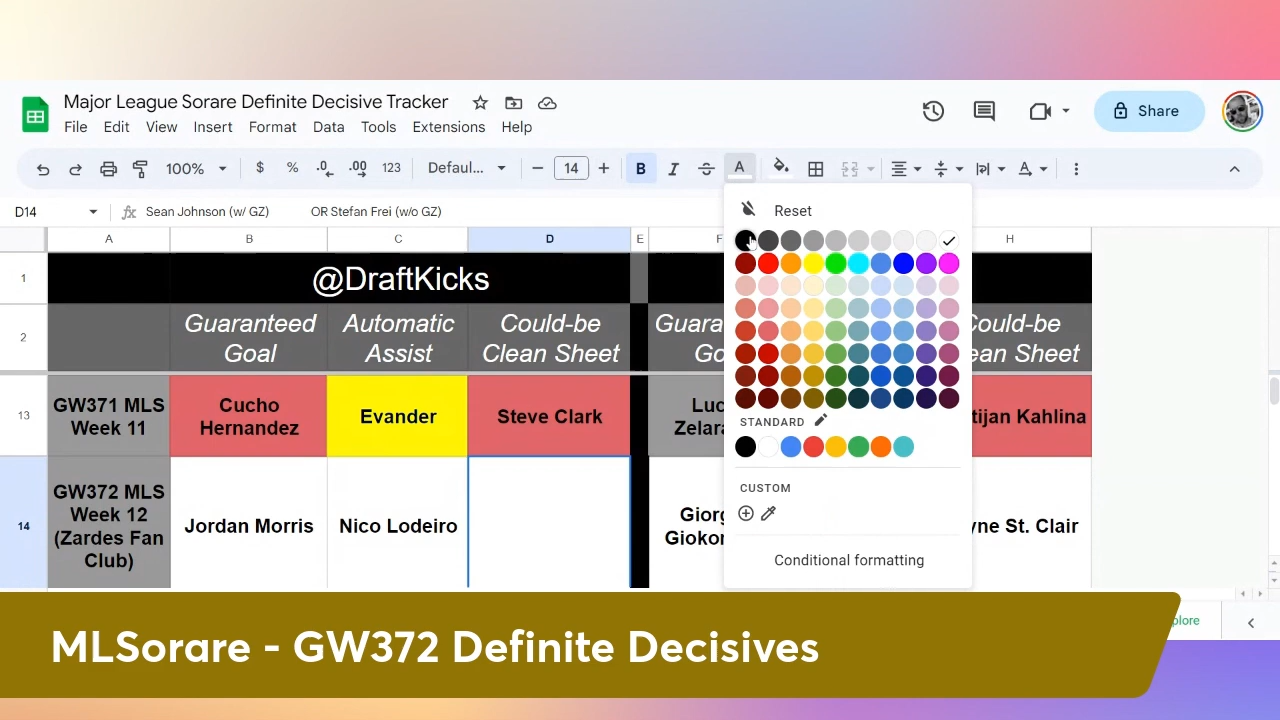 Major League Sorare Definite Decisive Tracker
File Edit View Insert Format Data Tools Extensions Help
Share
100% $ % .0 .00 123 Defaul... − 14 + B I S A A
D14 fx Sean Johnson (w/ GZ) OR Stefan Frei (w/o GZ)
A B C D E F H
1 @DraftKicks
2
Guaranteed
Goal
Automatic
Assist
Could-be
Clean Sheet
Could-be
13
GW371 MLS
Week 11
Cucho
Hernandez
Evander
Steve Clark
14
GW372 MLS
Week 12
(Zardes Fan
Club)
Jordan Morris
Nico Lodeiro
St. Clair
Kahlina
Reset
STANDARD
CUSTOM
Conditional formatting
MLSorare - GW372 Definite Decisives